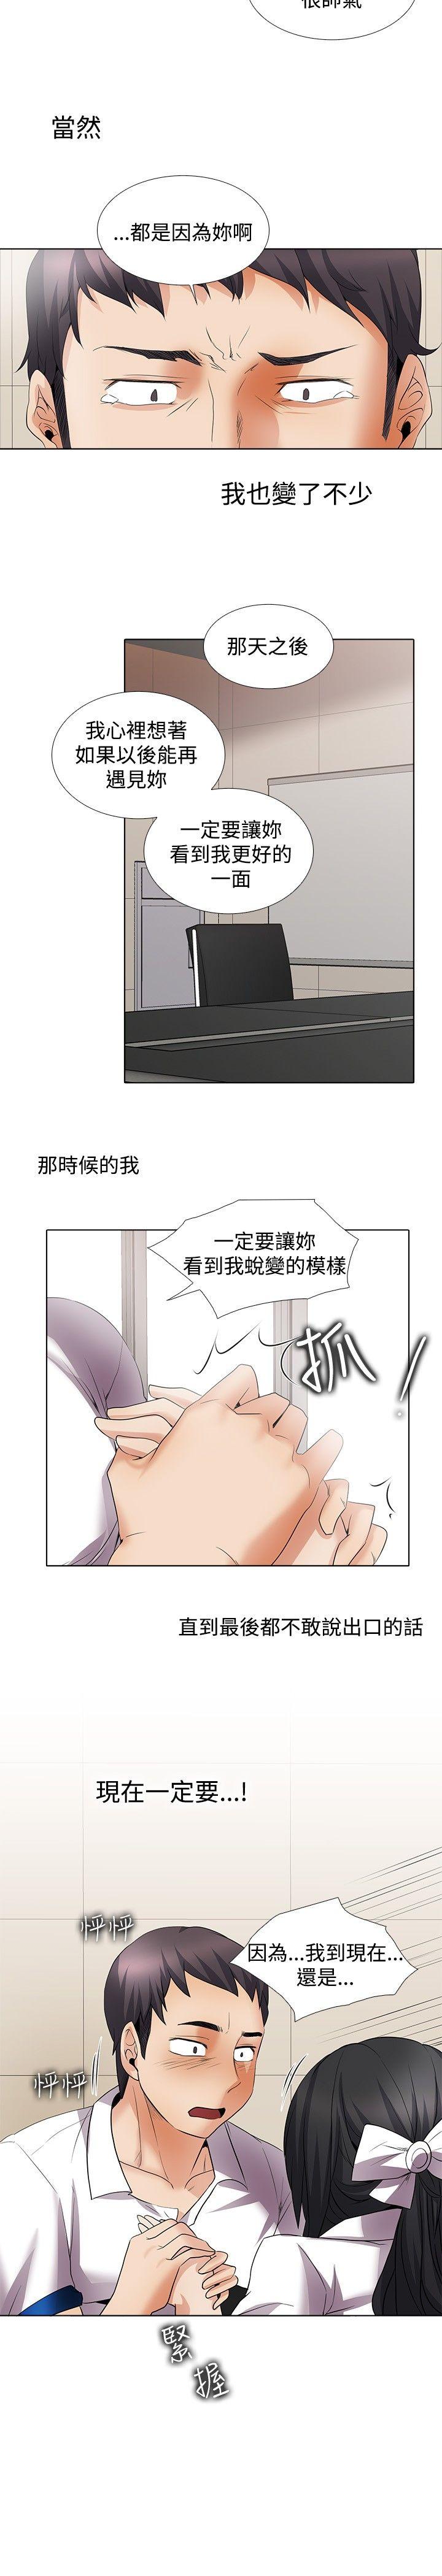 很帥氣
當然
...都是因為妳啊
我也變了不少
那天之後
我心裡想著
如果以後能再
遇見妳
一定要讓妳
看到我更好的
一面
那時候的我
一定要讓妳
看到我蛻變的模樣
抓
直到最後都不敢說出口的話
現在一定要...!
怦怦
因為...我到現在...
還是...
怦怦
緊
握